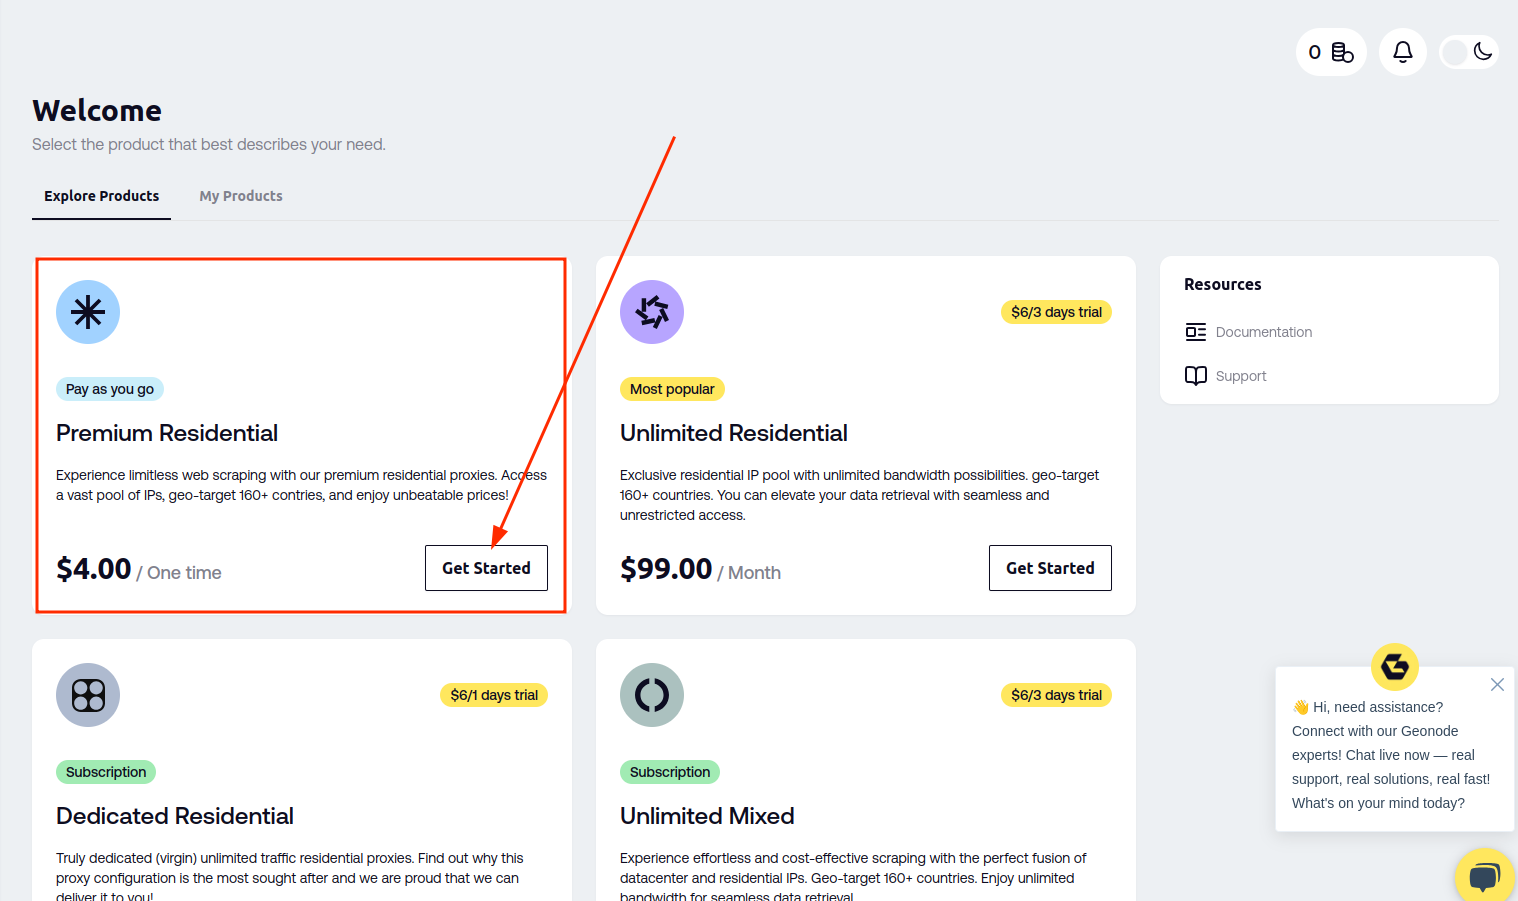 0
Welcome
Select the product that best describes your need.
Explore Products
My Products
Pay as you go
Premium Residential
Experience limitless web scraping with our premium residential proxies. Access
a vast pool of IPs, geo-target 160+ contries, and enjoy unbeatable prices!
$4.00 / One time
Get Started
$6/3 days trial
Most popular
Unlimited Residential
Exclusive residential IP pool with unlimited bandwidth possibilities. geo-target
160+ countries. You can elevate your data retrieval with seamless and
unrestricted access.
$99.00 / Month
Get Started
Resources
Documentation
Support
$6/1 days trial
Subscription
Dedicated Residential
Truly dedicated (virgin) unlimited traffic residential proxies. Find out why this
proxy configuration is the most sought after and we are proud that we can
deliver it to you!
$6/3 days trial
Subscription
Unlimited Mixed
Experience effortless and cost-effective scraping with the perfect fusion of
datacenter and residential IPs. Geo-target 160+ countries. Enjoy unlimited
bandwidth for seamless data retrieval
👋 Hi, need assistance?
Connect with our Geonode
experts! Chat live now — real
support, real solutions, real fast!
What's on your mind today?